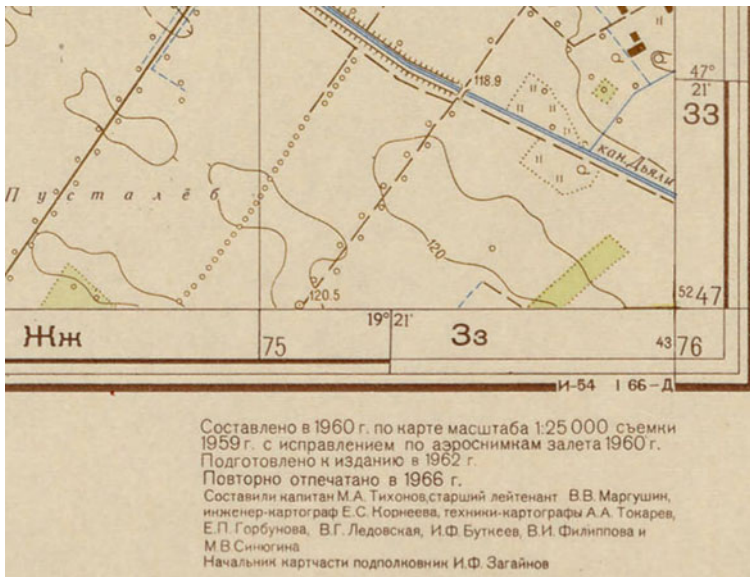 118.9
47°
21'
ЗЗ
кан. Дьяли
Пусталёв
120
120.5
52 47
19° 21'
Жж
Зз
75
43 76
И-54 I 66-Д
Составлено в 1960 г. по карте масштаба 1:25 000 съемки
1959 г. с исправлением по аэроснимкам залета 1960 г.
Подготовлено к изданию в 1962 г.
Повторно отпечатано в 1966 г.
Составили капитан М.А. Тихонов, старший лейтенант В.В. Маргушин,
инженер-картограф Е.С. Корнеева, техники-картографы А.А. Токарев,
Е.П. Горбунова, В.Г. Ледовская, И.Ф. Буткеев, В.И. Филиппова и
М.В. Синюгина
Начальник картчасти подполковник И.Ф. Загайнов